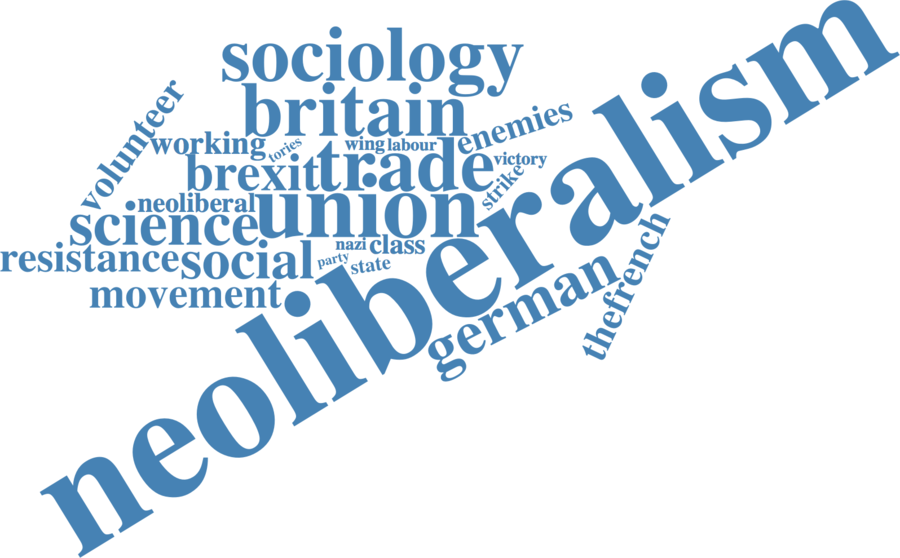 sociology
britain
volunteer
working
tories
wing
labour
enemies
brexit
trade
victory
strike
neoliberal
union
science
nazi
class
resistance
social
party
state
movement
neoliberalism
german
thefrench